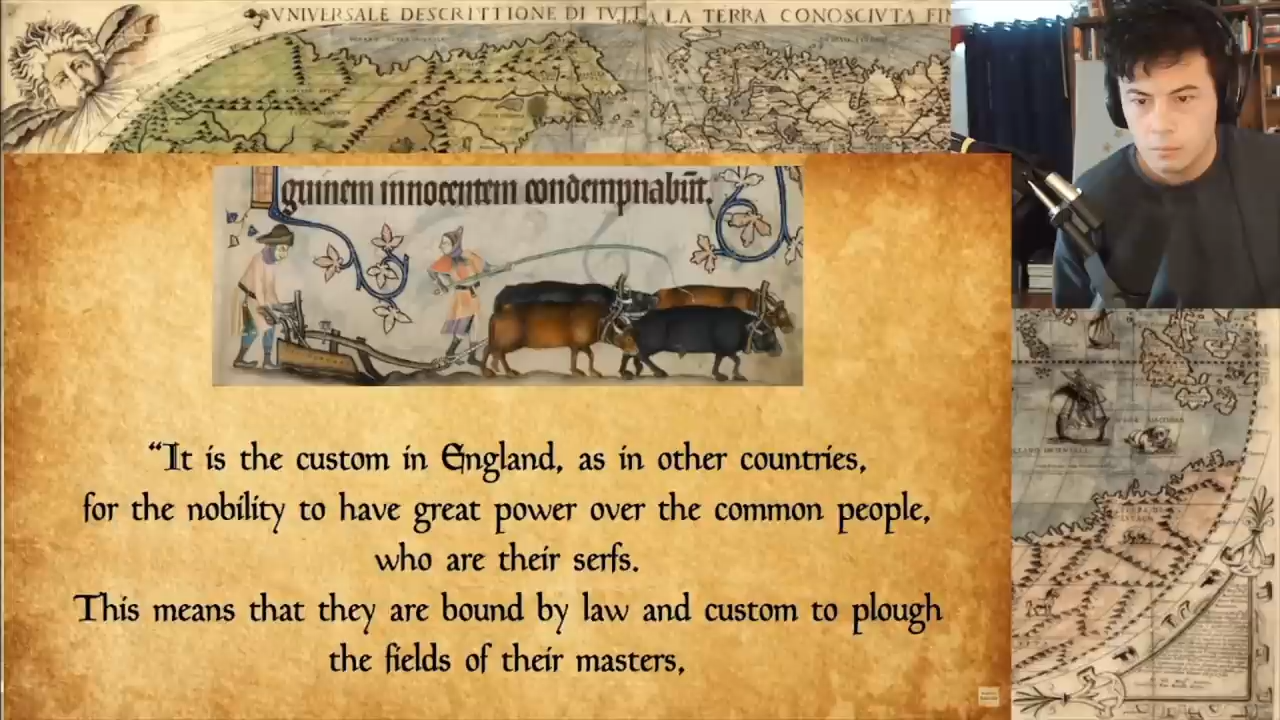 VNIVERSALE DESCRITTIONE DI TVTTA LA TERRA CONOSCIVTA FIN
guinem innocentem condempnabūt.
“It is the custom in England, as in other countries,
for the nobility to have great power over the common people,
who are their serfs.
This means that they are bound by law and custom to plough
the fields of their masters,